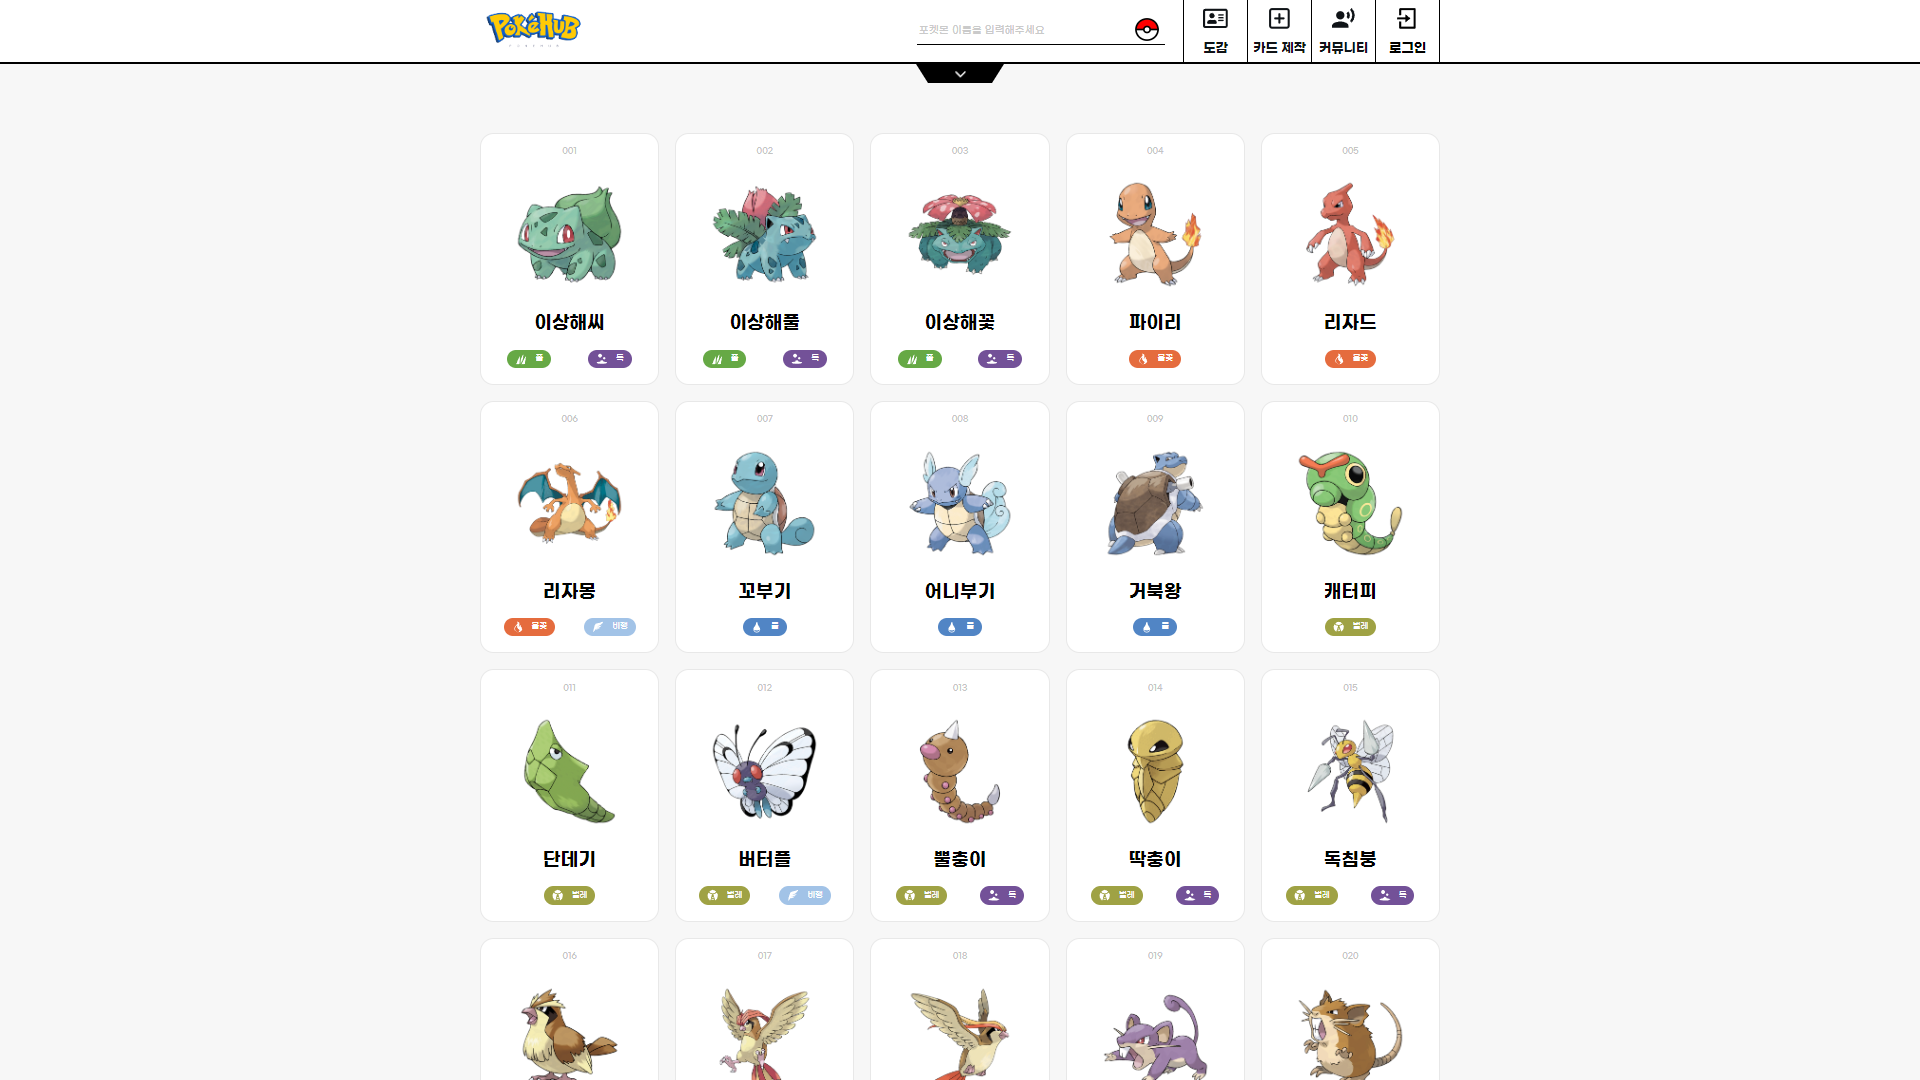 PokéHub
포켓몬 이름을 입력해주세요
도감
카드 제작
커뮤니티
로그인
001
002
003
004
005
이상해씨
이상해풀
이상해꽃
파이리
리자드
풀
독
풀
독
풀
독
불꽃
불꽃
006
007
008
009
010
리자몽
꼬부기
어니부기
거북왕
캐터피
불꽃
비행
물
물
물
벌레
011
012
013
014
015
단데기
버터플
뿔충이
딱충이
독침붕
벌레
벌레
비행
벌레
독
벌레
독
벌레
독
016
017
018
019
020